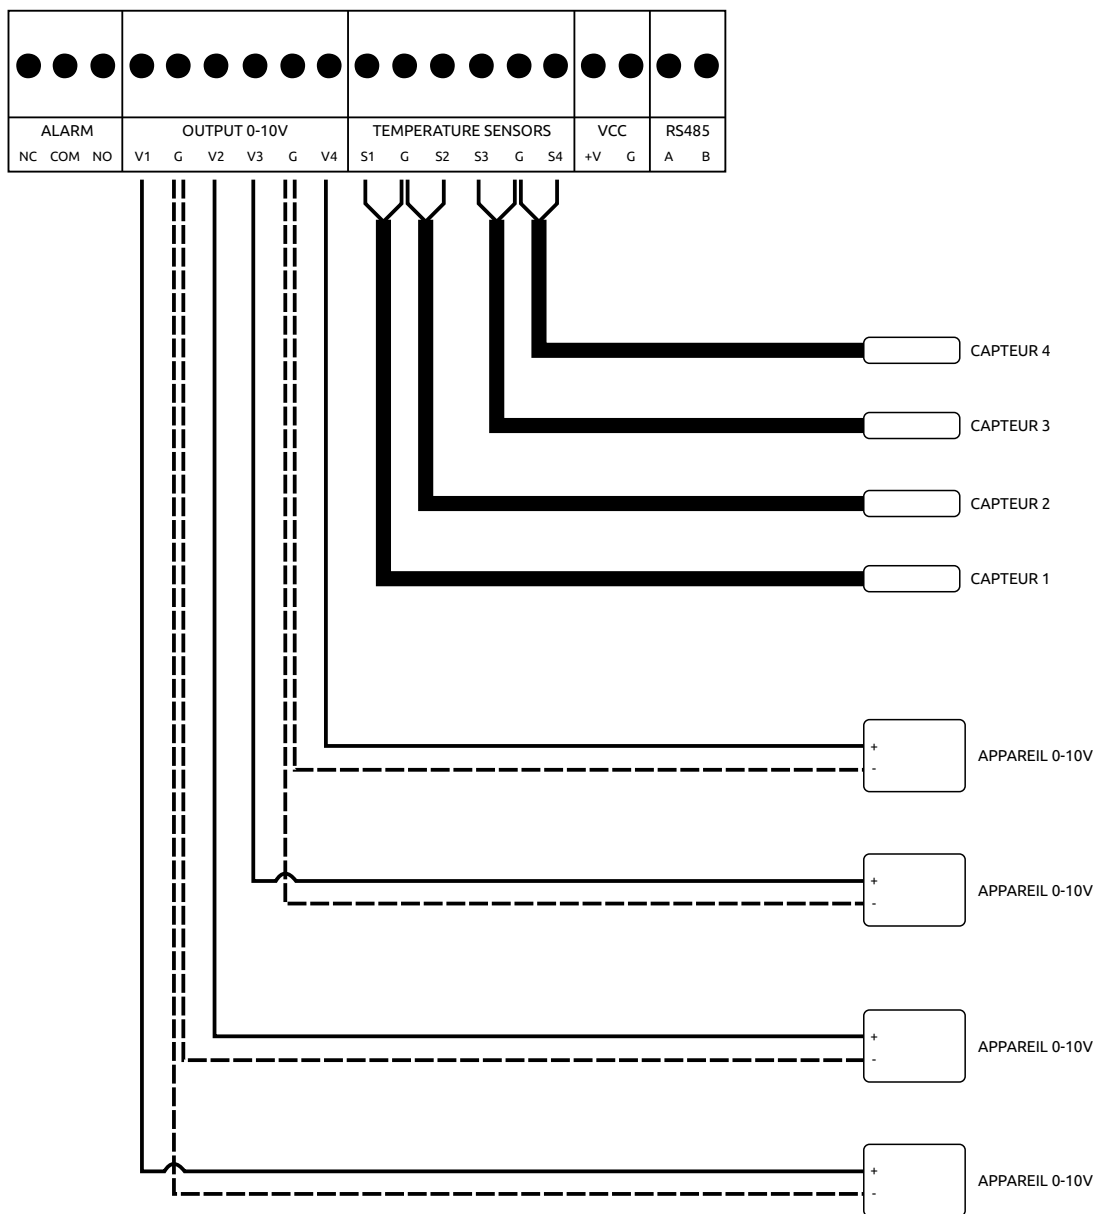 ALARM OUTPUT 0-10V TEMPERATURE SENSORS VCC RS485
NC COM NO V1 G V2 V3 G V4 S1 G S2 S3 G S4 +V G A B
CAPTEUR 4
CAPTEUR 3
CAPTEUR 2
CAPTEUR 1
+
APPAREIL 0-10V
-
+
APPAREIL 0-10V
-
+
APPAREIL 0-10V
-
+
APPAREIL 0-10V
-